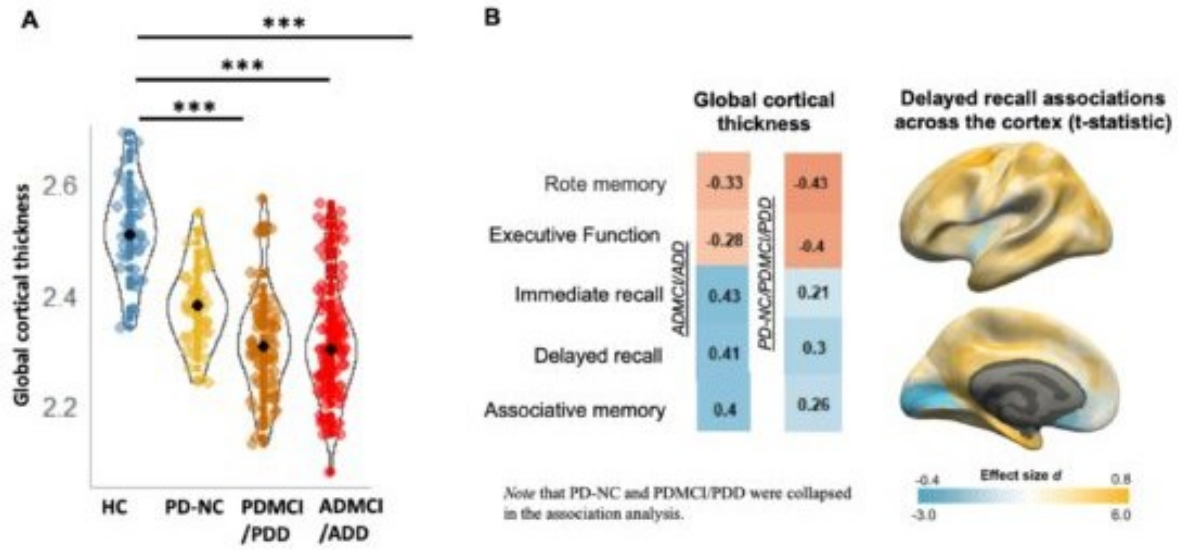 A
***
***
***
Global cortical thickness
2.6
2.4
2.2
HC
PD-NC
PDMCI
/PDD
ADMCI
/ADD
B
Global cortical
thickness
Rote memory
Executive Function
Immediate recall
Delayed recall
Associative memory
-0.33
-0.28
0.43
0.41
0.4
ADMCI/ADD
PD-NC/PDMCI/PDD
-0.43
-0.4
0.21
0.3
0.26
Note that PD-NC and PDMCI/PDD were collapsed
in the association analysis.
Delayed recall associations
across the cortex (t-statistic)
-0.4 Effect size d 0.8
-3.0 6.0